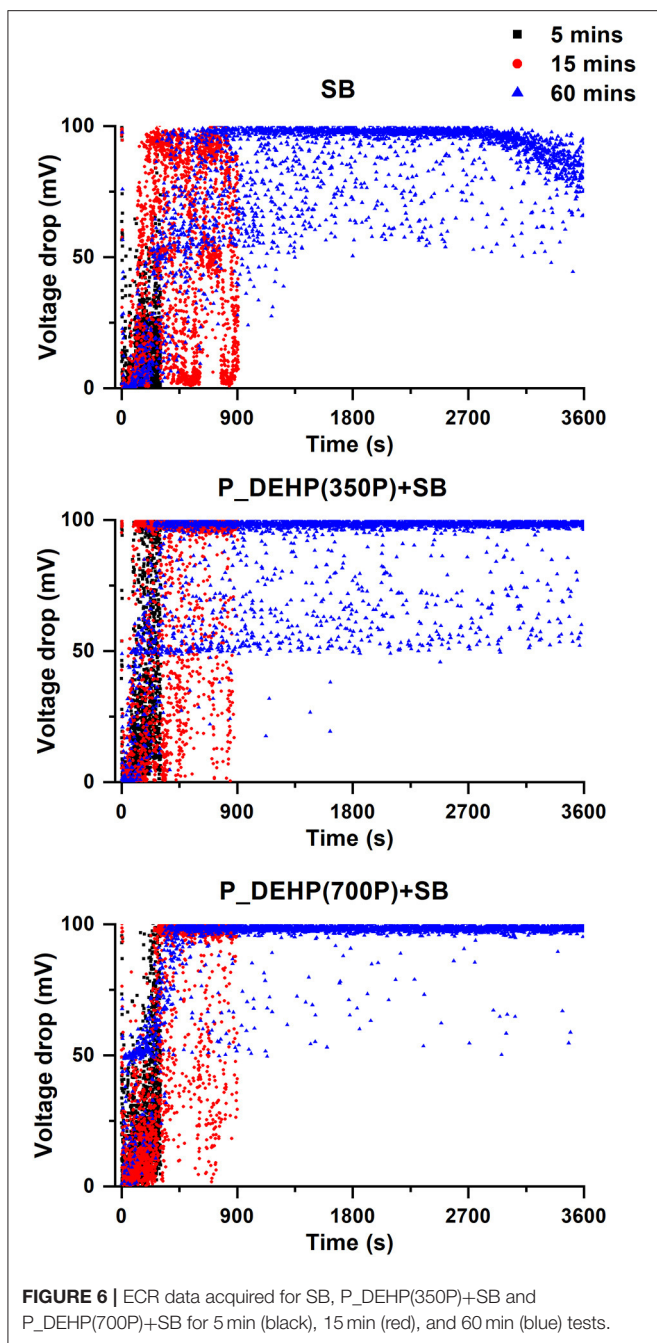 5 mins
15 mins
60 mins
SB
Voltage drop (mV)
100
50
0
0 900 1800 2700 3600
Time (s)
P_DEHP(350P)+SB
Voltage drop (mV)
100
50
0
0 900 1800 2700 3600
Time (s)
P_DEHP(700P)+SB
Voltage drop (mV)
100
50
0
0 900 1800 2700 3600
Time (s)
FIGURE 6 | ECR data acquired for SB, P_DEHP(350P)+SB and
P_DEHP(700P)+SB for 5 min (black), 15 min (red), and 60 min (blue) tests.